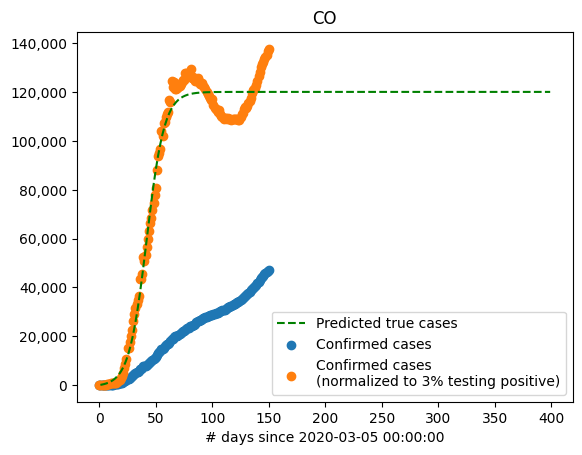 CO
140,000
120,000
100,000
80,000
60,000
40,000
20,000
0
Predicted true cases
Confirmed cases
Confirmed cases
(normalized to 3% testing positive)
0 50 100 150 200 250 300 350 400
# days since 2020-03-05 00:00:00